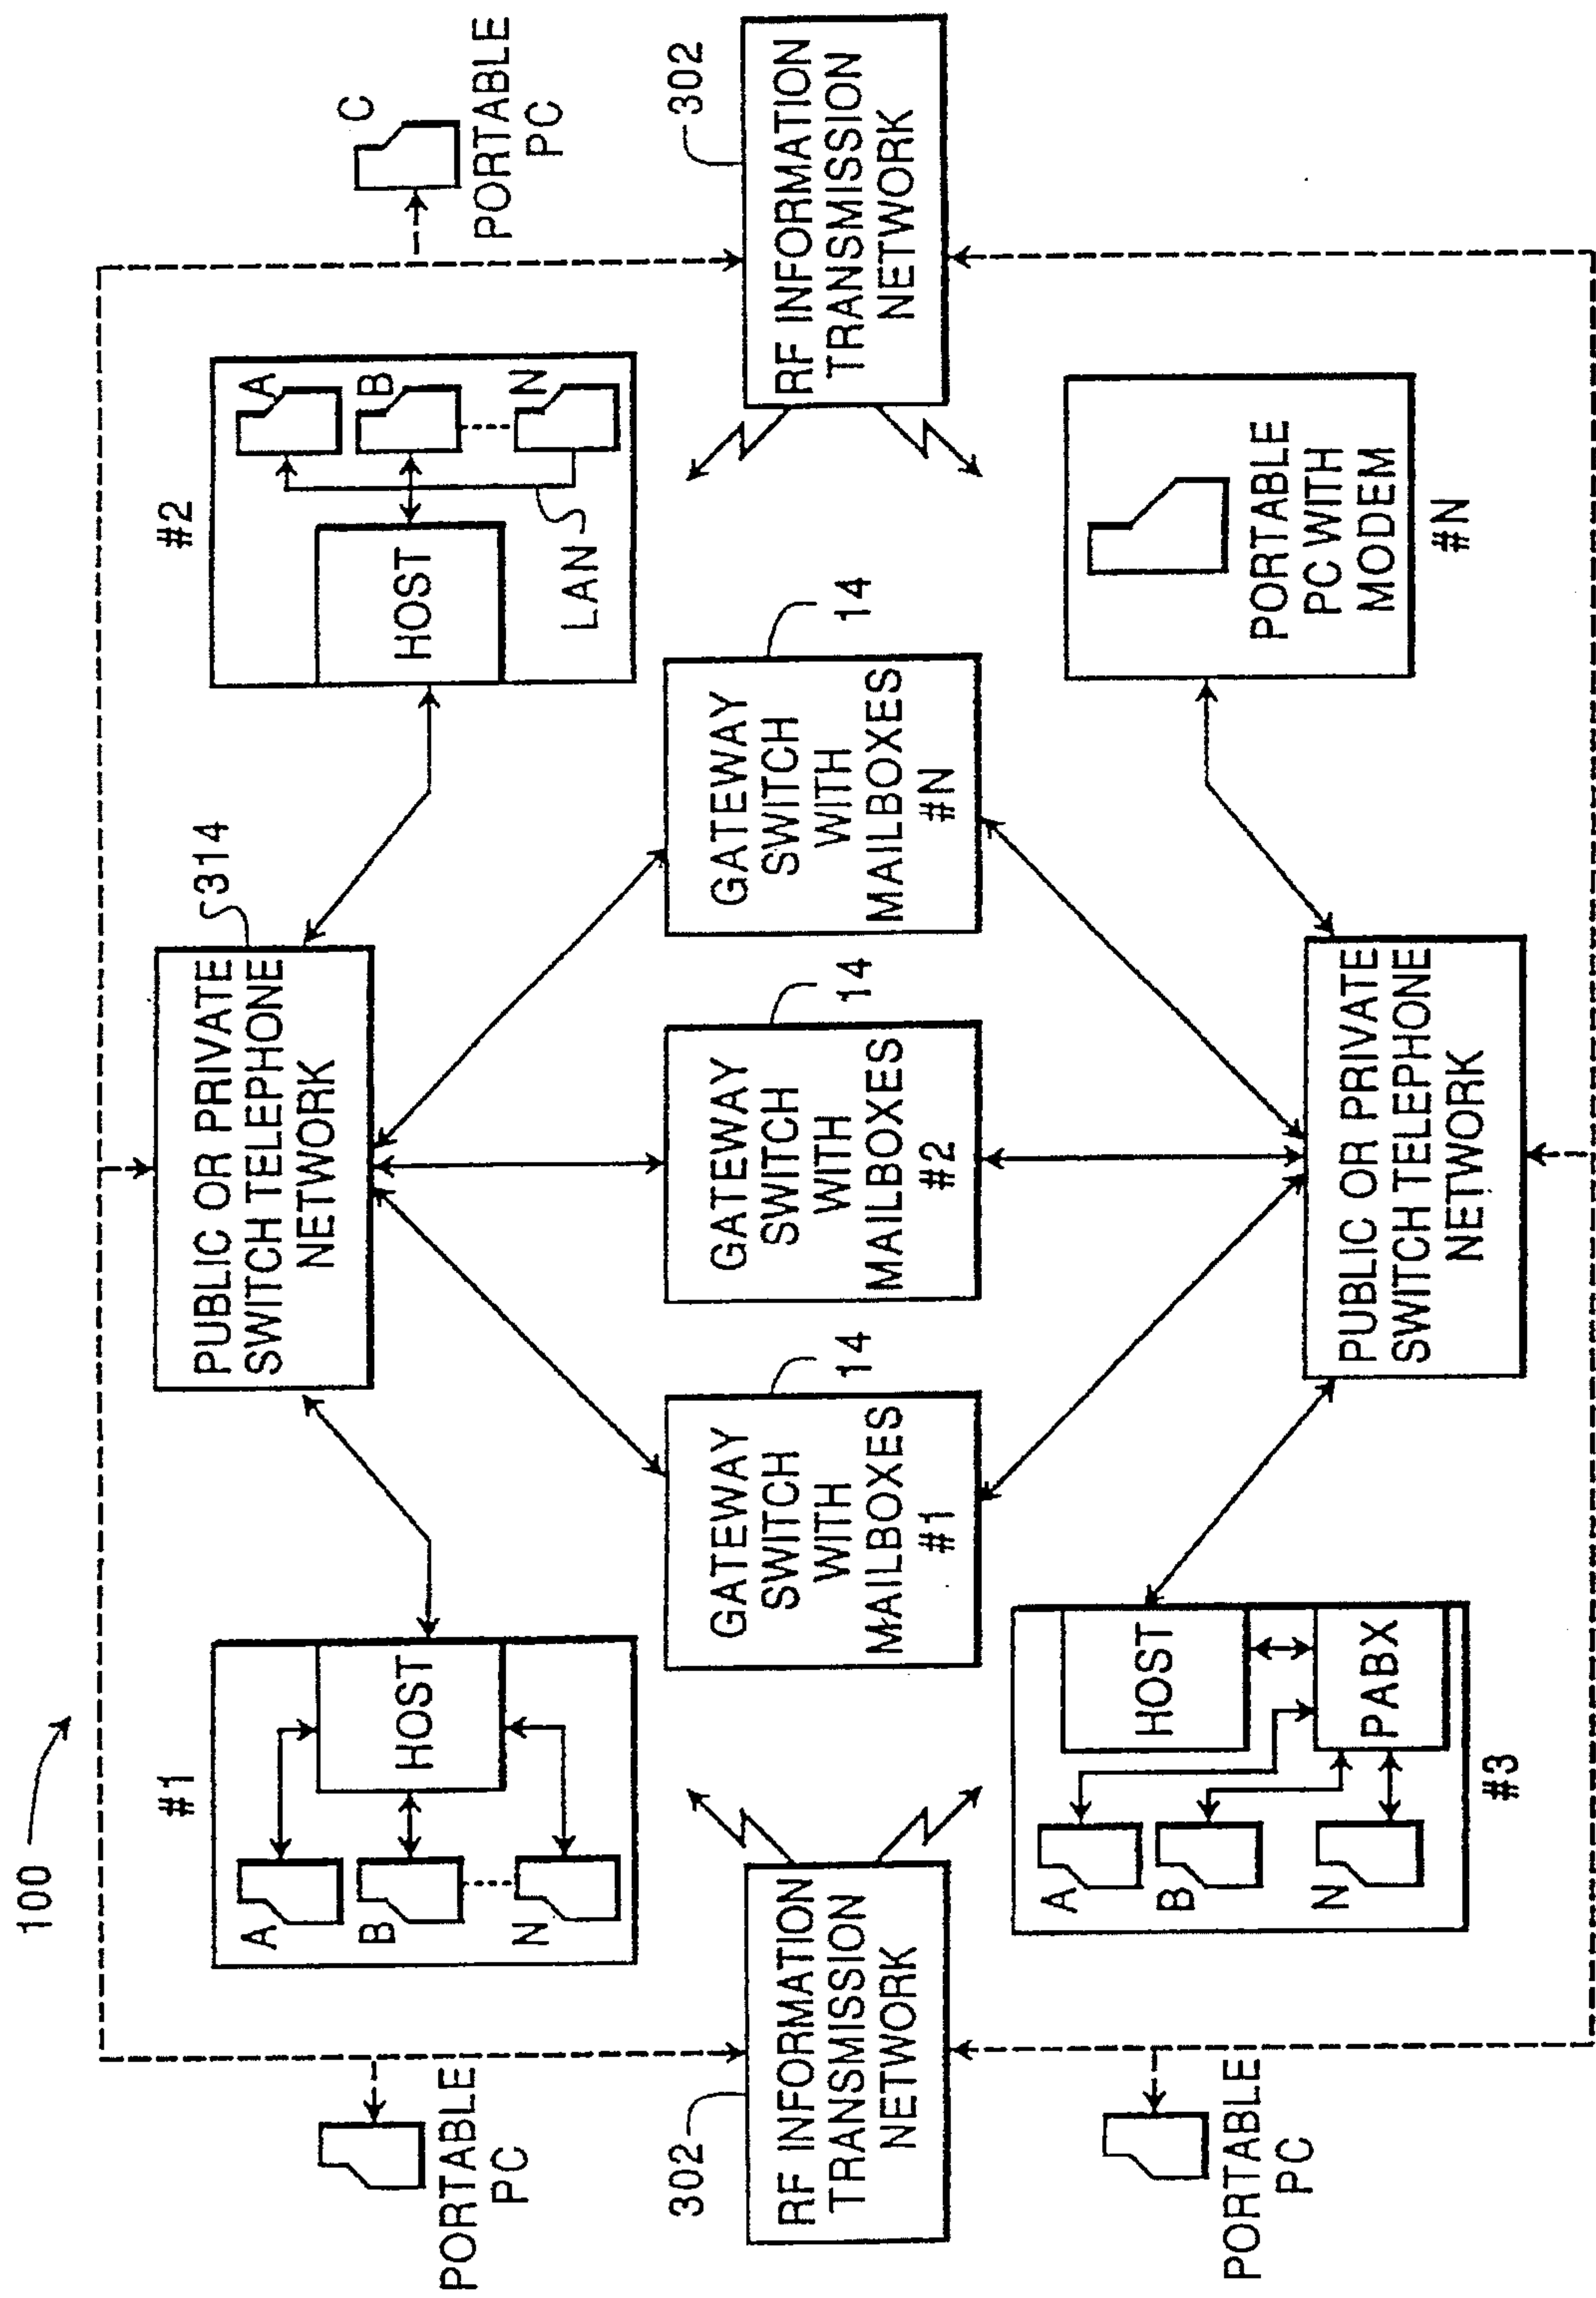 100
PORTABLE
PC
#1
A
B
N
HOST
PUBLIC OR PRIVATE
SWITCH TELEPHONE
NETWORK
314
#2
HOST
A
B
N
LAN
C
PORTABLE
PC
302
RF INFORMATION
TRANSMISSION
NETWORK
GATEWAY
SWITCH
WITH
MAILBOXES
#1
14
GATEWAY
SWITCH
WITH
MAILBOXES
#2
14
GATEWAY
SWITCH
WITH
MAILBOXES
#N
14
302
RF INFORMATION
TRANSMISSION
NETWORK
PORTABLE
PC
A
B
N
HOST
PABX
#3
PUBLIC OR PRIVATE
SWITCH TELEPHONE
NETWORK
PORTABLE
PC WITH
MODEM
#N